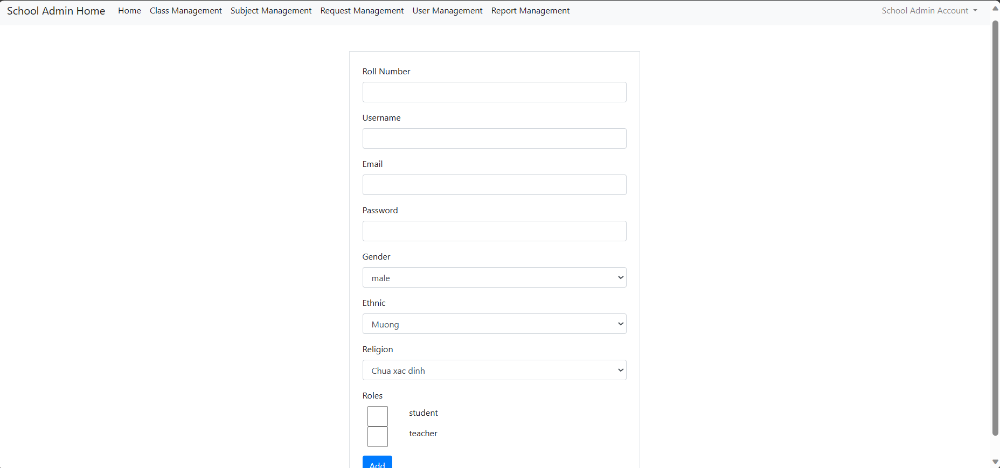 School Admin Home Home Class Management Subject Management Request Management User Management Report Management School Admin Account
Roll Number
Username
Email
Password
Gender
male
Ethnic
Muong
Religion
Chua xac dinh
Roles
student
teacher
Add